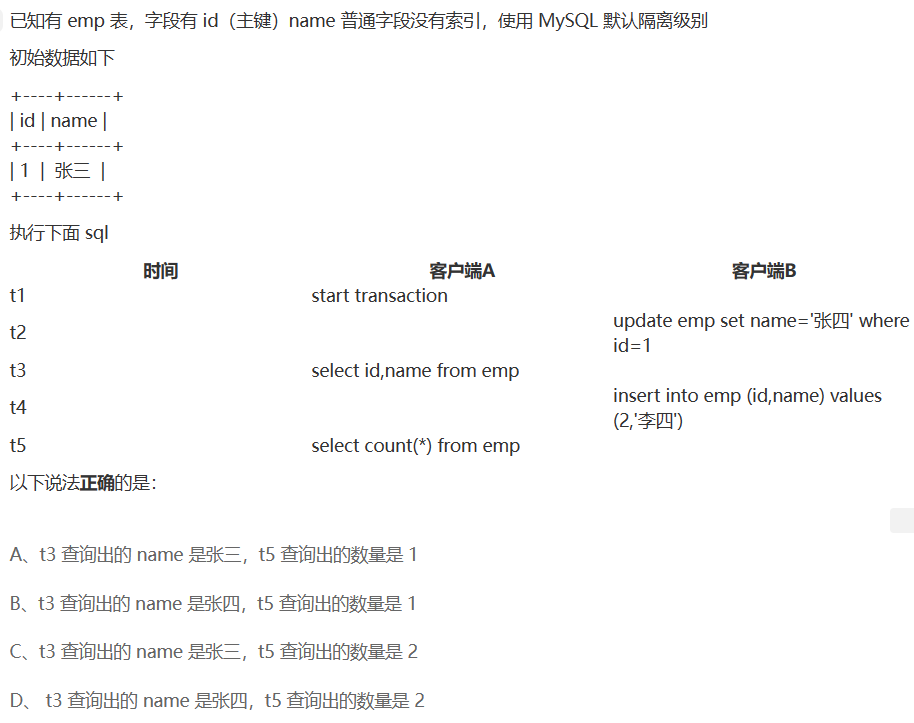 已知有 emp 表，字段有 id（主键）name 普通字段没有索引，使用 MySQL 默认隔离级别
初始数据如下
+----+------+
| id | name |
+----+------+
| 1 | 张三 |
+----+------+
执行下面 sql
时间 客户端A 客户端B
t1 start transaction
t2 update emp set name='张四' where
id=1
t3 select id,name from emp
t4 insert into emp (id,name) values
(2,'李四')
t5 select count(*) from emp
以下说法正确的是：
A、t3 查询出的 name 是张三，t5 查询出的数量是 1
B、t3 查询出的 name 是张四，t5 查询出的数量是 1
C、t3 查询出的 name 是张三，t5 查询出的数量是 2
D、 t3 查询出的 name 是张四，t5 查询出的数量是 2